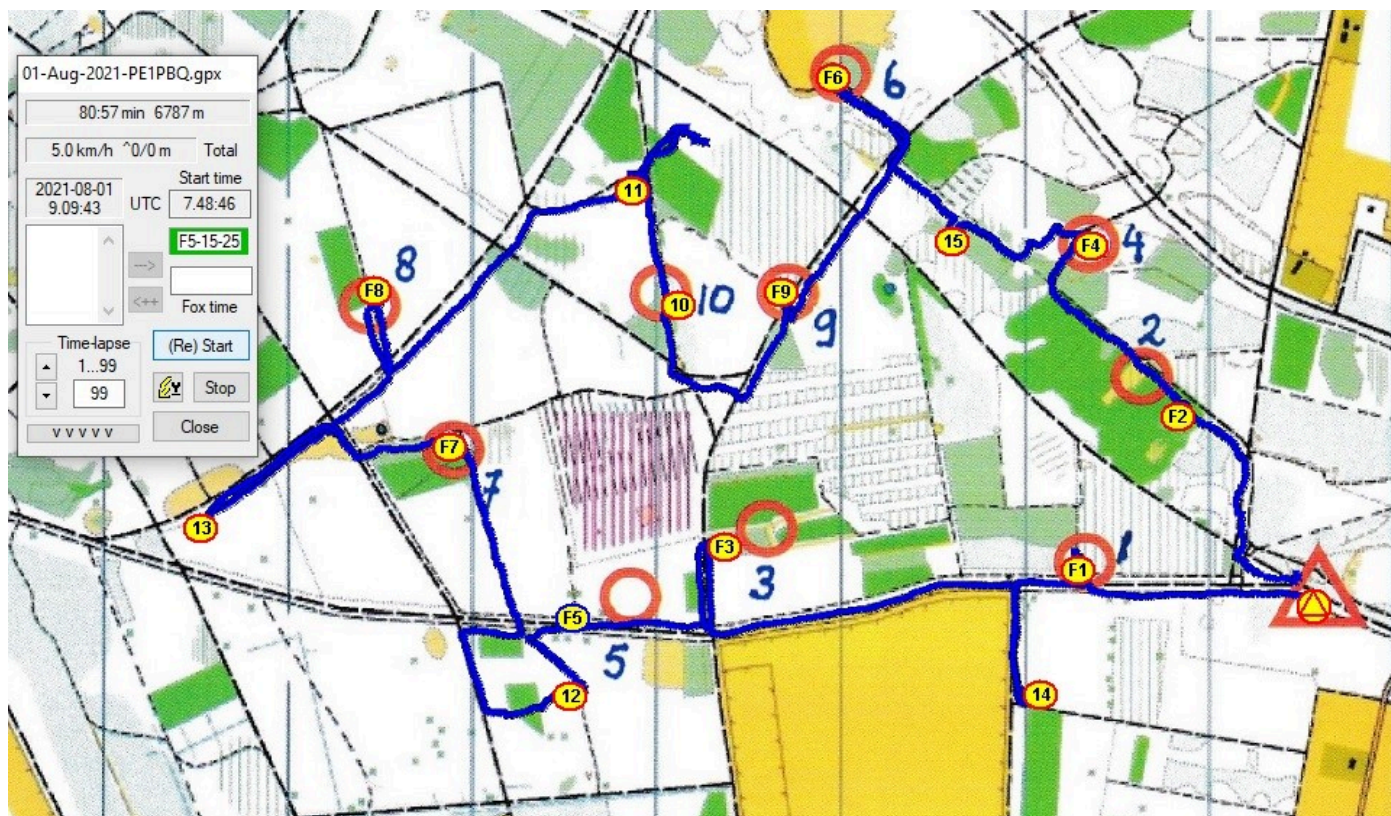 01-Aug-2021-PE1PBQ.gpx
80:57 min 6787 m
5.0 km/h ^0/0 m Total
Start time
2021-08-01
9.09:43
UTC
7.48:46
F5-15-25
--->
<++
Fox time
Time-lapse
1...99
99
(Re) Start
Stop
v v v v v
Close
F6
6
11
15
F4
4
F8
8
10
10
F9
9
2
F2
F7
7
13
F3
3
F1
1
F5
5
12
14